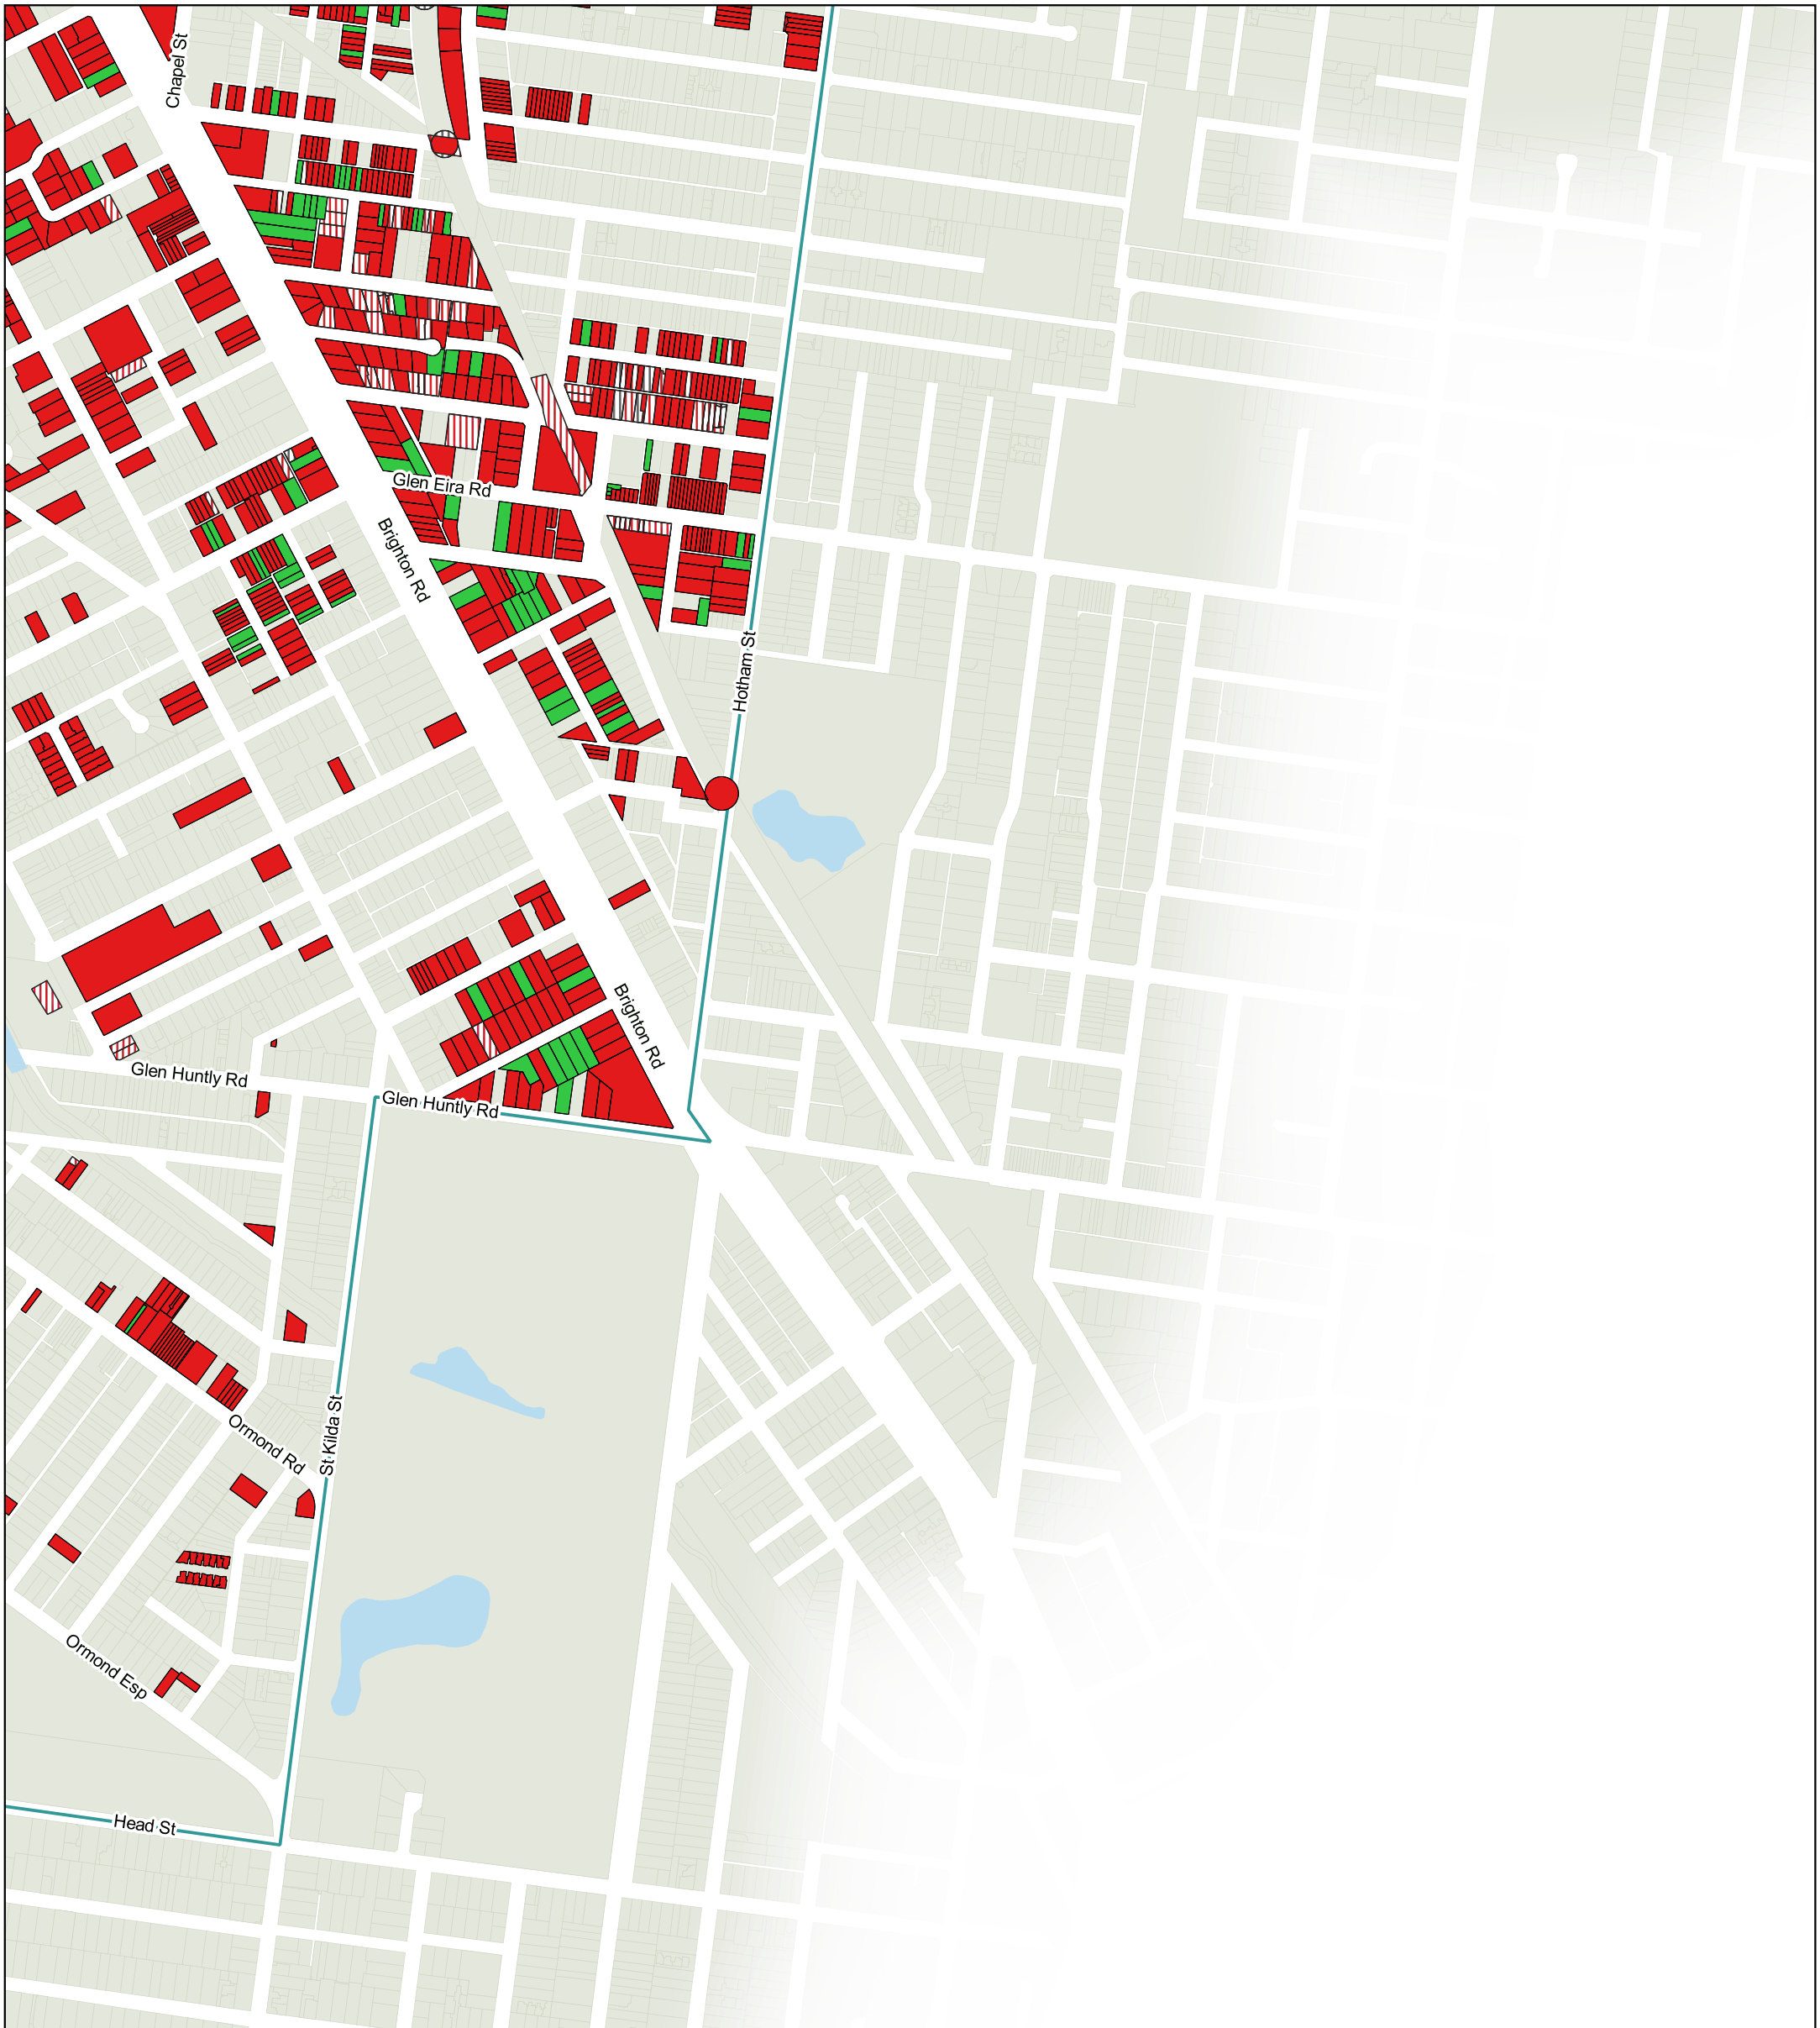 Chapel St
Glen Eira Rd
Brighton Rd
Hotham St
Brighton Rd
Glen Huntly Rd
Glen Huntly Rd
St Kilda St
Ormond Rd
Ormond Esp
Head St